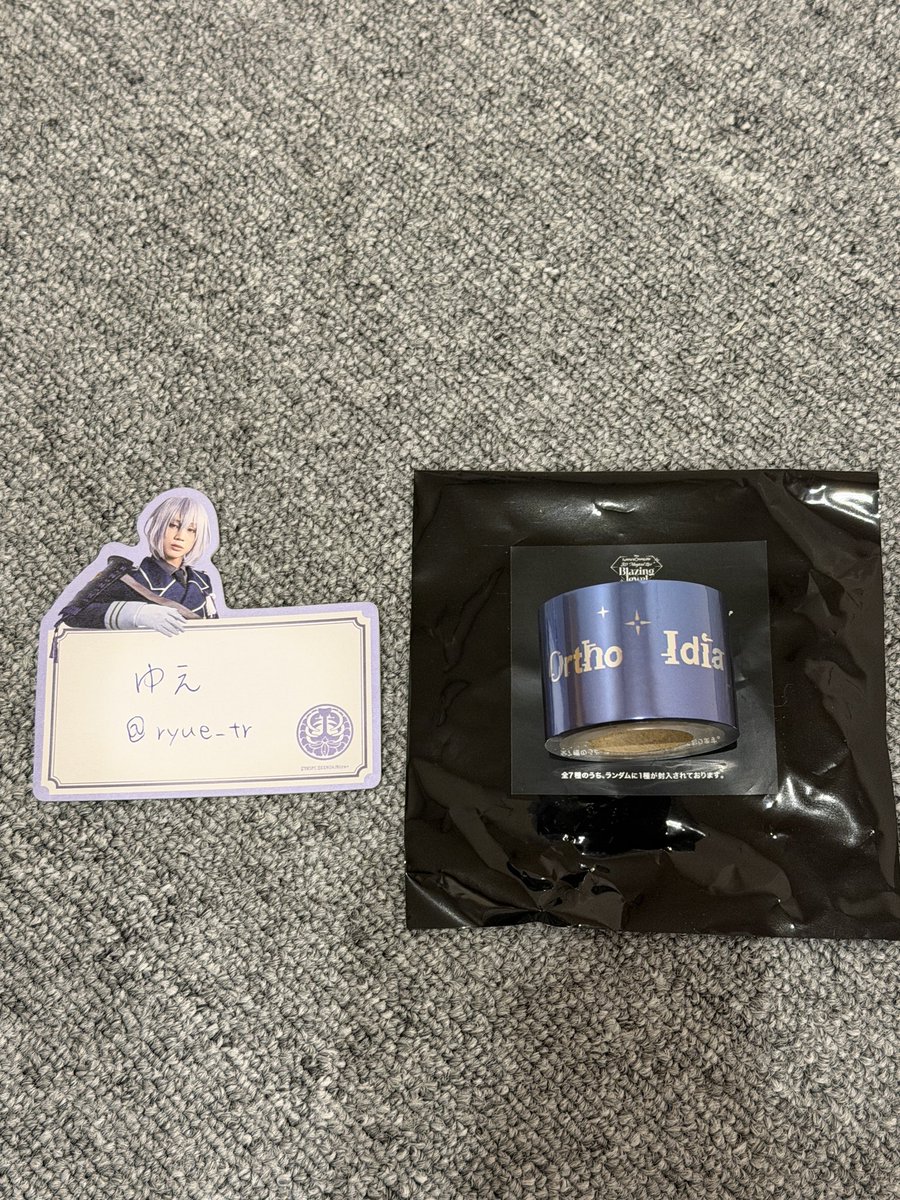 ゆえ
@ryue_tr
Blazing
Jewel
Ortho Idia
全7種のうち、ランダムに1種が封入されております。